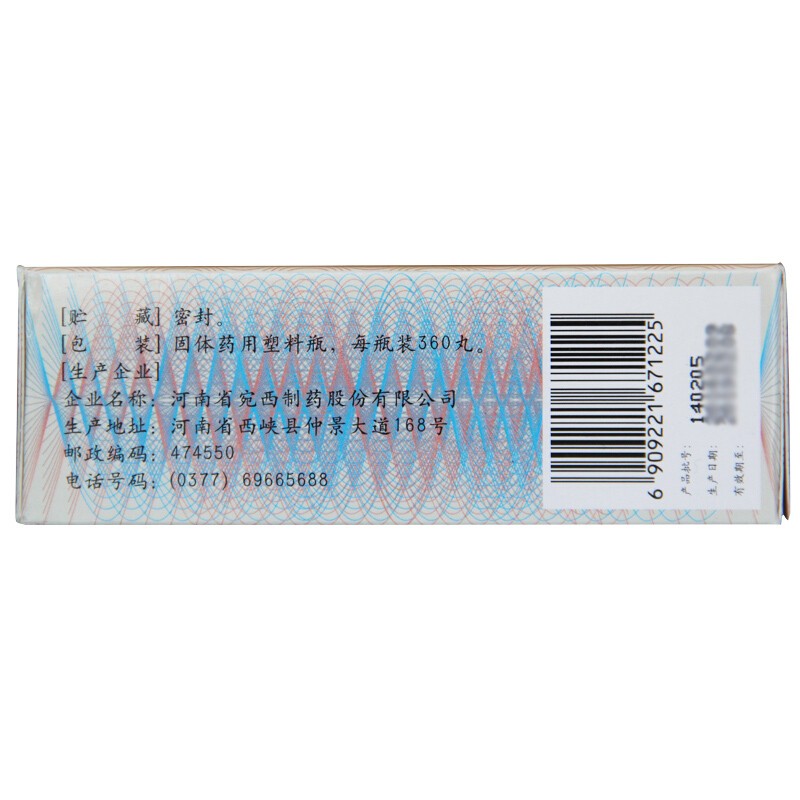 [贮 藏] 密封。
[包 装] 固体药用塑料瓶，每瓶装360丸。
[生产企业]
企业名称：河南省宛西制药股份有限公司
生产地址：河南省西峡县仲景大道168号
邮政编码：474550
电话号码：(0377) 69665688
6 909221 671225
产品批号： 140205
生产日期：
有效期至：